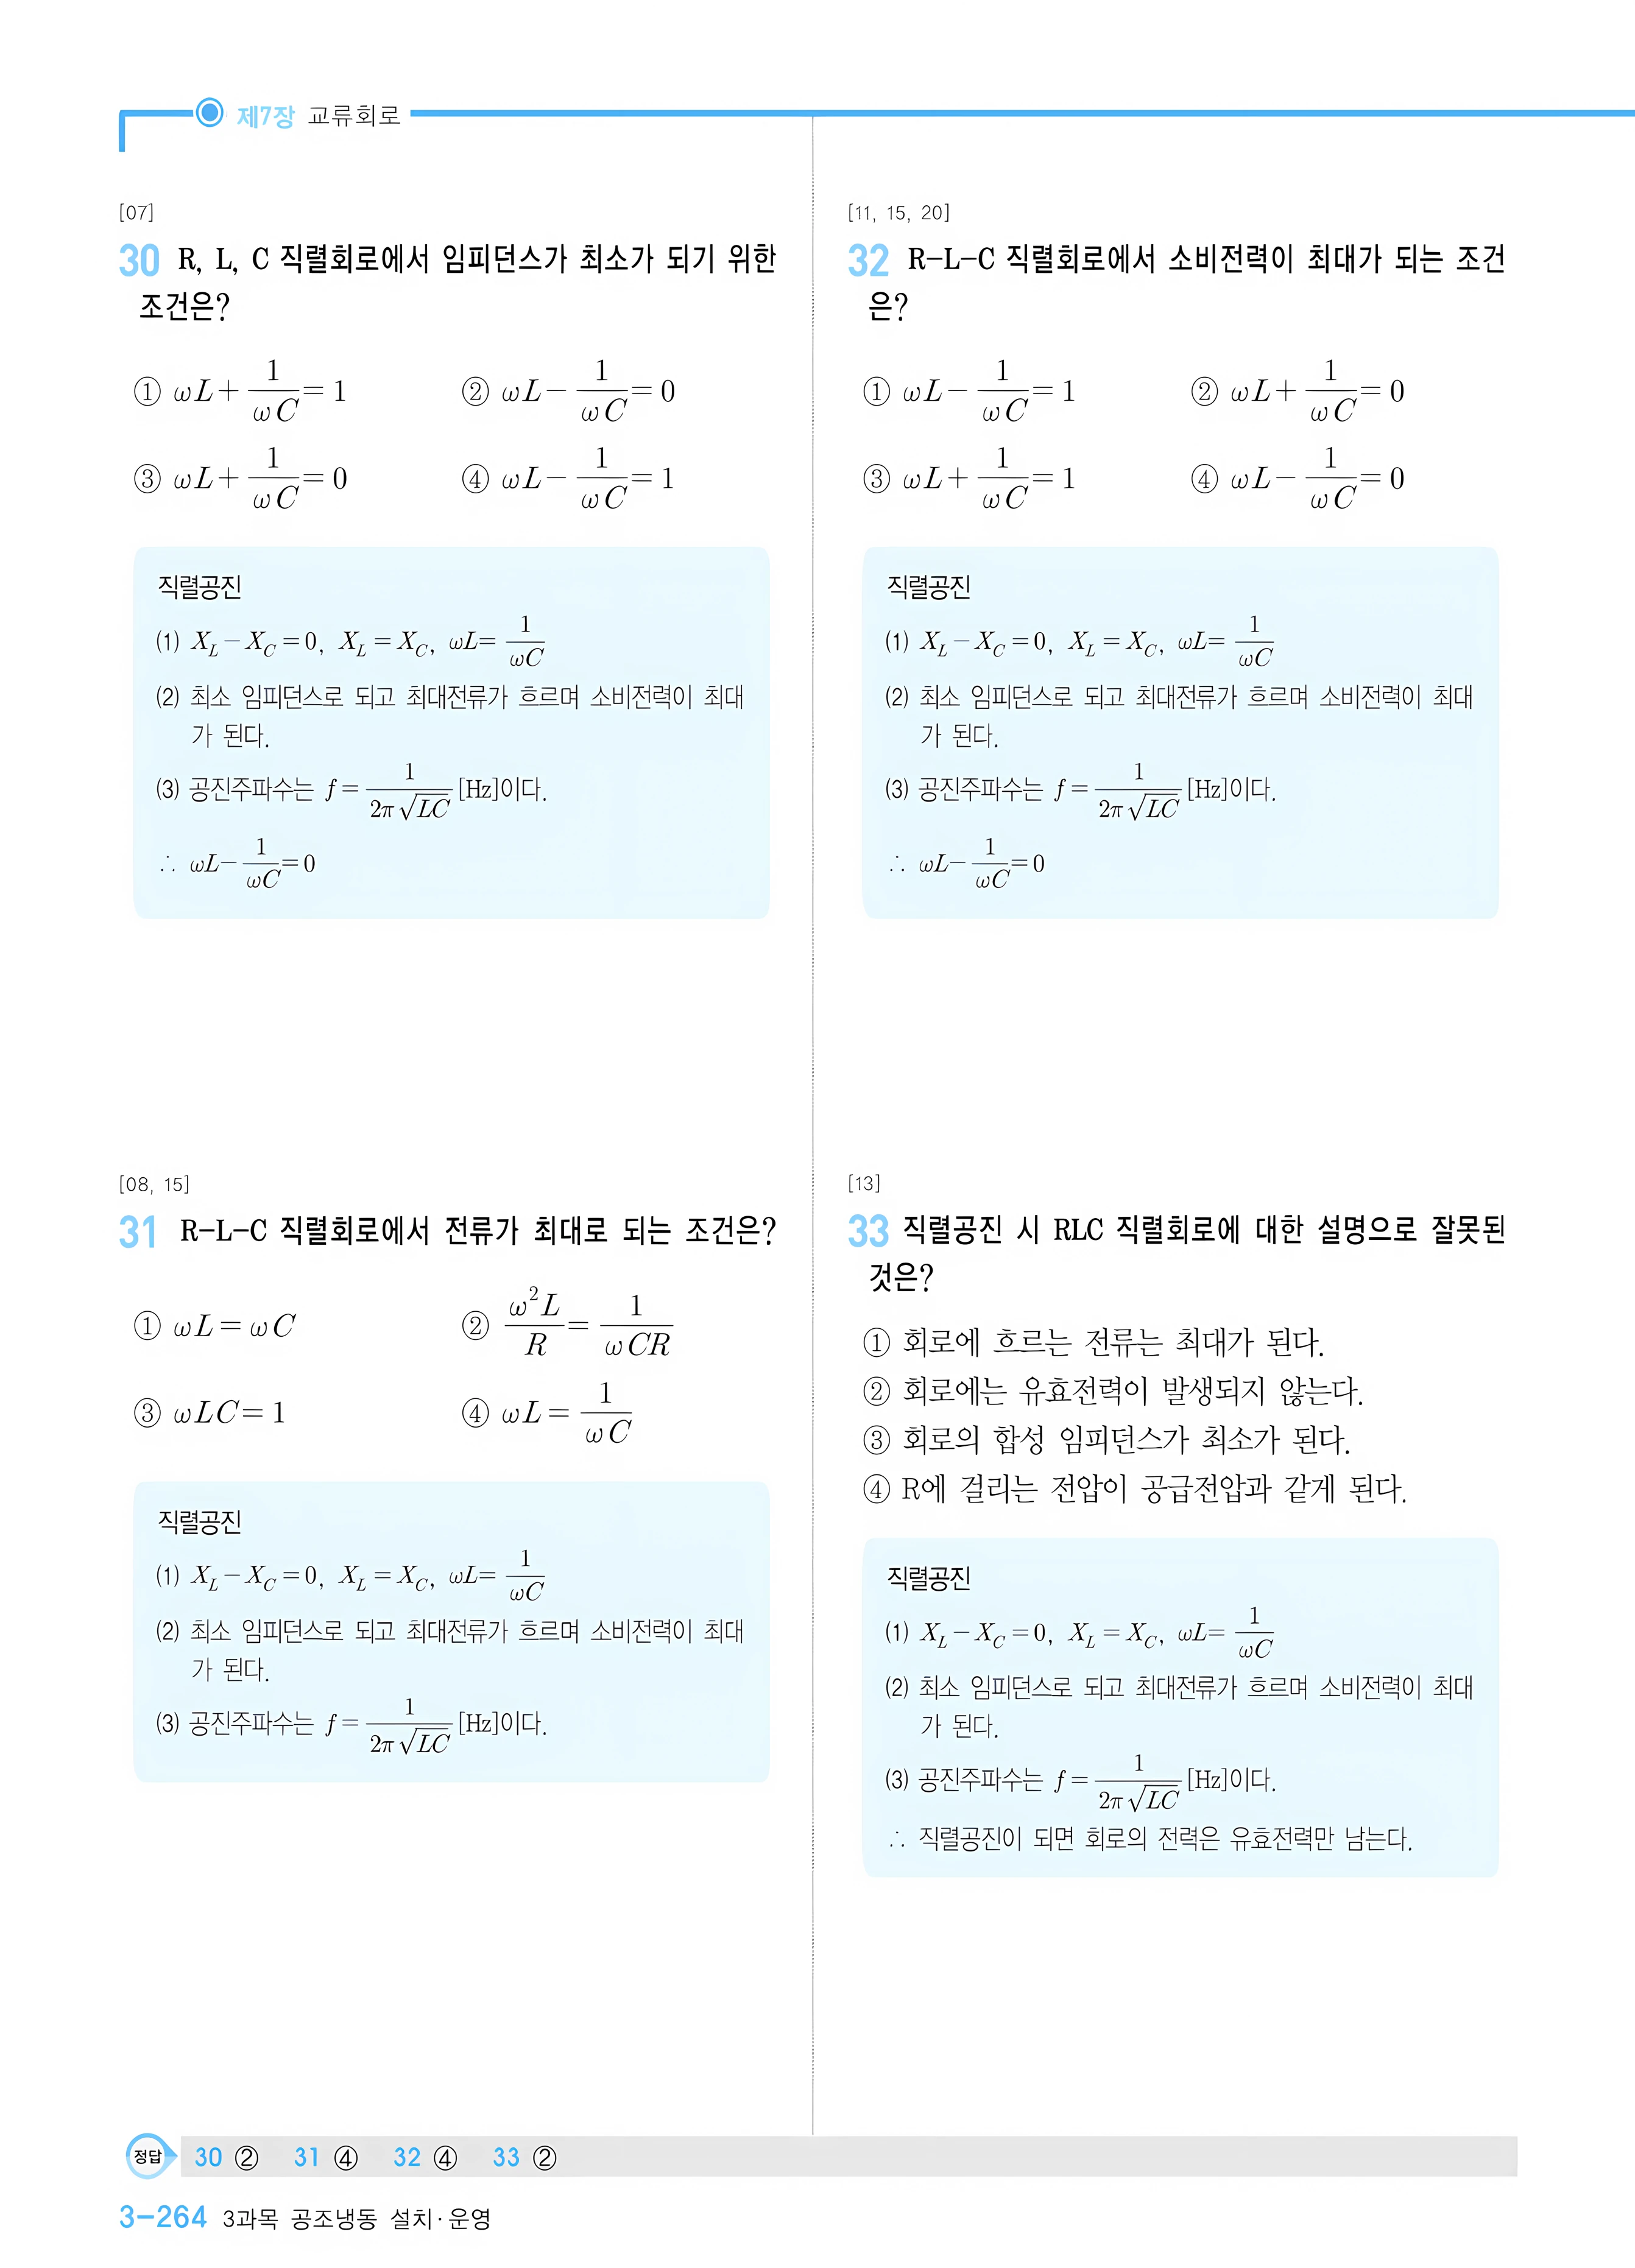 제7장 교류회로
[07]
30 R, L, C 직렬회로에서 임피던스가 최소가 되기 위한
조건은?
① ωL + 1/ωC = 1 ② ωL − 1/ωC = 0
③ ωL + 1/ωC = 0 ④ ωL − 1/ωC = 1
직렬공진
(1) X_L − X_C = 0, X_L = X_C, ωL = 1/ωC
(2) 최소 임피던스로 되고 최대전류가 흐르며 소비전력이 최대
가 된다.
(3) 공진주파수는 f = 1/2π√LC [Hz]이다.
∴ ωL − 1/ωC = 0
[08, 15]
31 R-L-C 직렬회로에서 전류가 최대로 되는 조건은?
① ωL = ωC ② ω²L/R = 1/ωCR
③ ωLC = 1 ④ ωL = 1/ωC
직렬공진
(1) X_L − X_C = 0, X_L = X_C, ωL = 1/ωC
(2) 최소 임피던스로 되고 최대전류가 흐르며 소비전력이 최대
가 된다.
(3) 공진주파수는 f = 1/2π√LC [Hz]이다.
[11, 15, 20]
32 R-L-C 직렬회로에서 소비전력이 최대가 되는 조건
은?
① ωL − 1/ωC = 1 ② ωL + 1/ωC = 0
③ ωL + 1/ωC = 1 ④ ωL − 1/ωC = 0
직렬공진
(1) X_L − X_C = 0, X_L = X_C, ωL = 1/ωC
(2) 최소 임피던스로 되고 최대전류가 흐르며 소비전력이 최대
가 된다.
(3) 공진주파수는 f = 1/2π√LC [Hz]이다.
∴ ωL − 1/ωC = 0
[13]
33 직렬공진 시 RLC 직렬회로에 대한 설명으로 잘못된
것은?
① 회로에 흐르는 전류는 최대가 된다.
② 회로에는 유효전력이 발생되지 않는다.
③ 회로의 합성 임피던스가 최소가 된다.
④ R에 걸리는 전압이 공급전압과 같게 된다.
직렬공진
(1) X_L − X_C = 0, X_L = X_C, ωL = 1/ωC
(2) 최소 임피던스로 되고 최대전류가 흐르며 소비전력이 최대
가 된다.
(3) 공진주파수는 f = 1/2π√LC [Hz]이다.
∴ 직렬공진이 되면 회로의 전력은 유효전력만 남는다.
정답 30 ② 31 ④ 32 ④ 33 ②
3-264 3과목 공조냉동 설치·운영